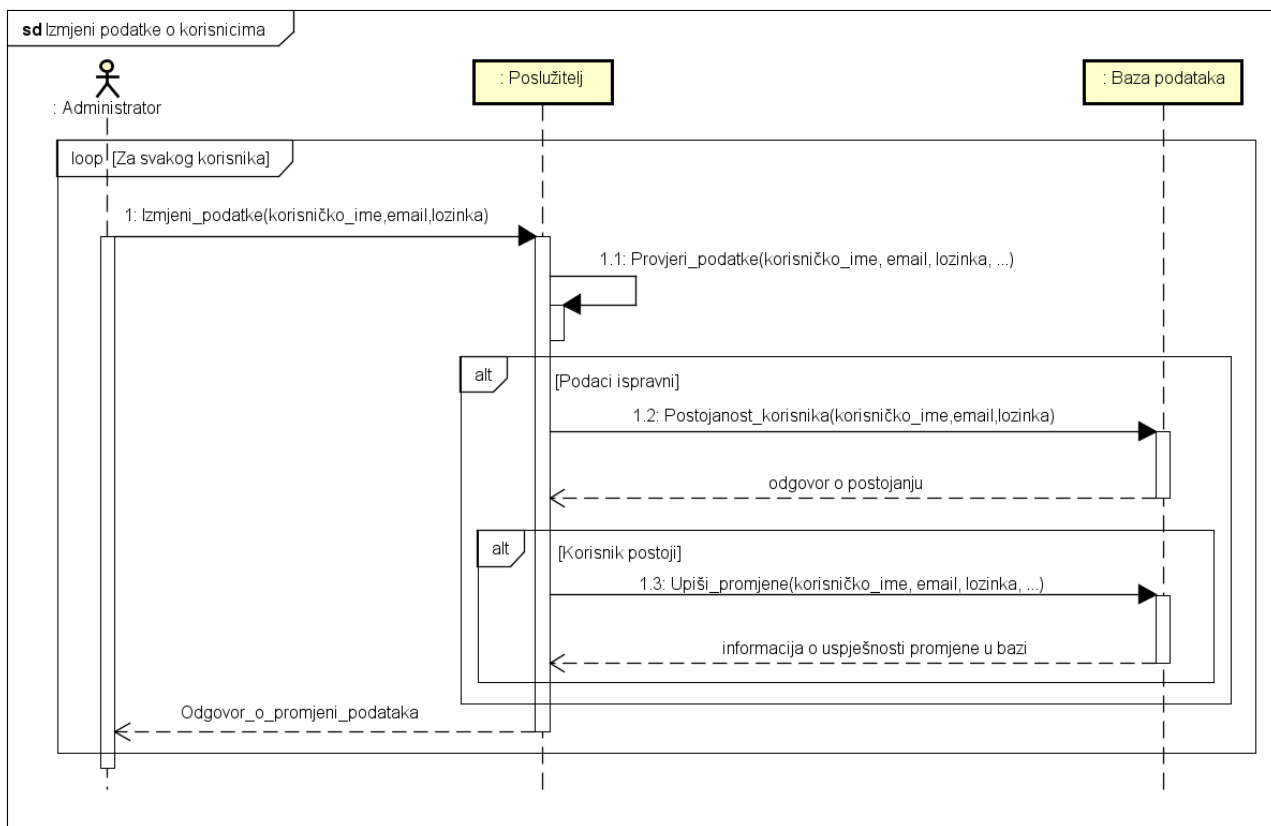 sd Izmjeni podatke o korisnicima
: Administrator
: Poslužitelj
: Baza podataka
loop [Za svakog korisnika]
1: Izmjeni_podatke(korisničko_ime,email,lozinka)
1.1: Provjeri_podatke(korisničko_ime, email, lozinka, ...)
alt [Podaci ispravni]
1.2: Postojanost_korisnika(korisničko_ime,email,lozinka)
odgovor o postojanju
alt [Korisnik postoji]
1.3: Upiši_promjene(korisničko_ime, email, lozinka, ...)
informacija o uspješnosti promjene u bazi
Odgovor_o_promjeni_podataka